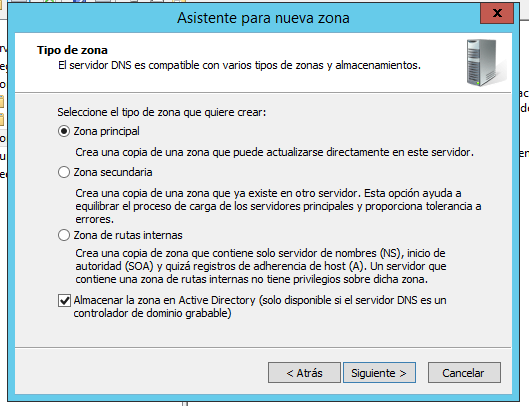 Asistente para nueva zona
x
Tipo de zona
El servidor DNS es compatible con varios tipos de zonas y almacenamientos.
Seleccione el tipo de zona que quiere crear:
Zona principal
Crea una copia de una zona que puede actualizarse directamente en este servidor.
Zona secundaria
Crea una copia de una zona que ya existe en otro servidor. Esta opción ayuda a
equilibrar el proceso de carga de los servidores principales y proporciona tolerancia a
errores.
Zona de rutas internas
Crea una copia de zona que contiene solo servidor de nombres (NS), inicio de
autoridad (SOA) y quizá registros de adherencia de host (A). Un servidor que
contiene una zona de rutas internas no tiene privilegios sobre dicha zona.
Almacenar la zona en Active Directory (solo disponible si el servidor DNS es un
controlador de dominio grabable)
< Atrás
Siguiente >
Cancelar